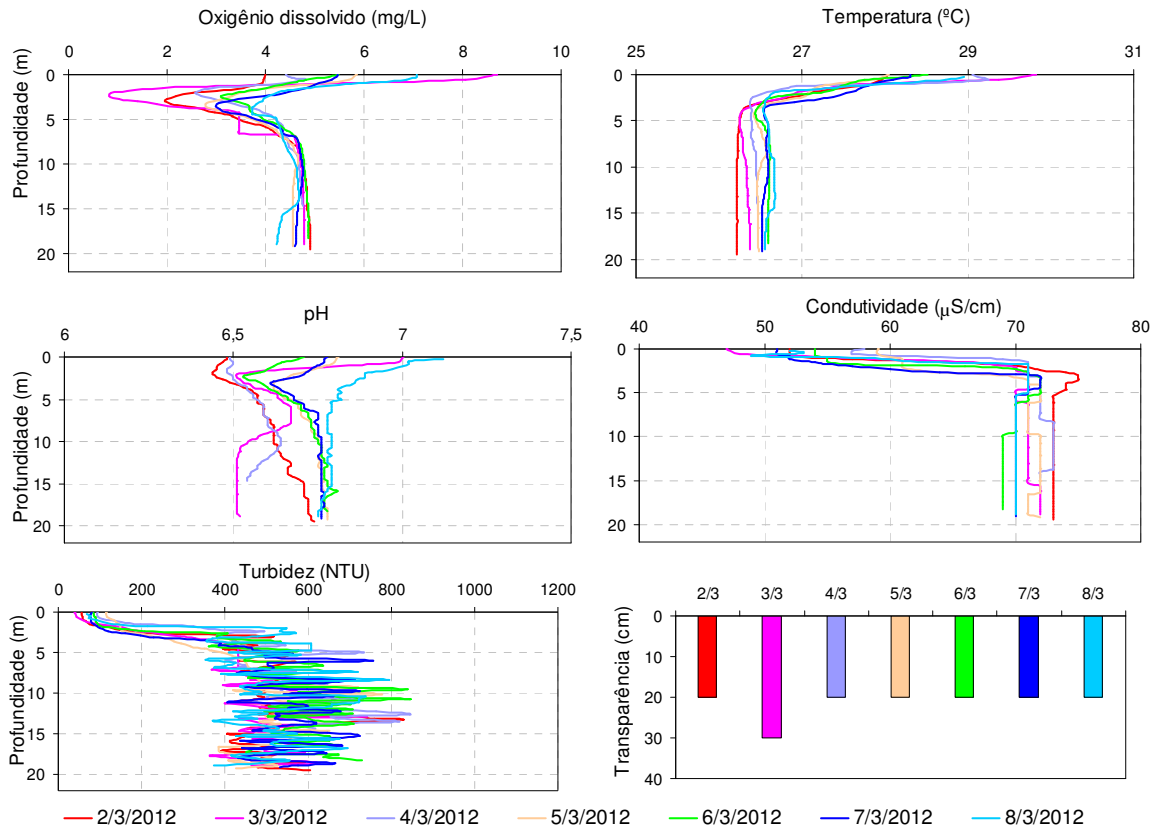 Oxigênio dissolvido (mg/L)
0 2 4 6 8 10
Profundidade (m)
0
5
10
15
20
Temperatura (ºC)
25 27 29 31
Profundidade (m)
0
5
10
15
20
pH
6 6,5 7 7,5
Profundidade (m)
0
5
10
15
20
Condutividade (µS/cm)
40 50 60 70 80
Profundidade (m)
0
5
10
15
20
Turbidez (NTU)
0 200 400 600 800 1000 1200
Profundidade (m)
0
5
10
15
20
2/3 3/3 4/3 5/3 6/3 7/3 8/3
Transparência (cm)
0
10
20
30
40
2/3/2012 3/3/2012 4/3/2012 5/3/2012 6/3/2012 7/3/2012 8/3/2012